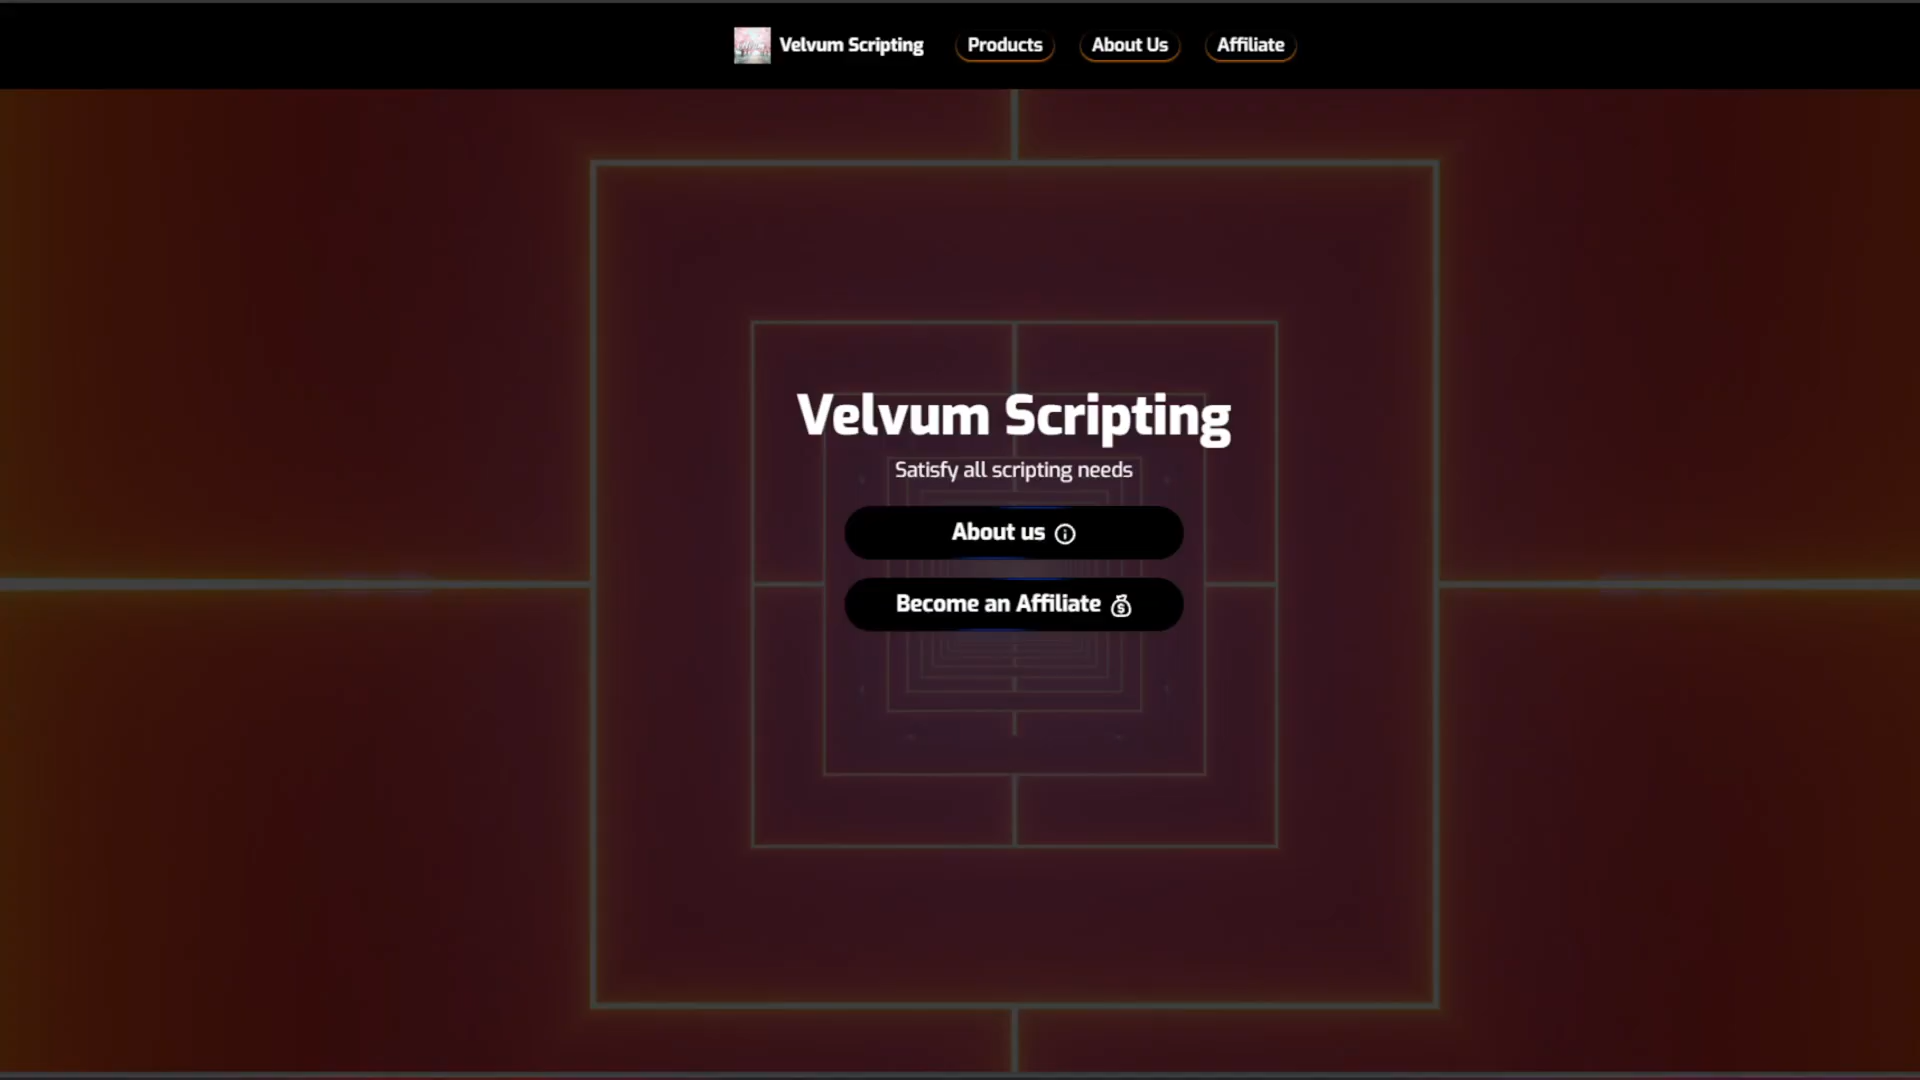 Velvum Scripting Products About Us Affiliate
Velvum Scripting
Satisfy all scripting needs
About us
Become an Affiliate